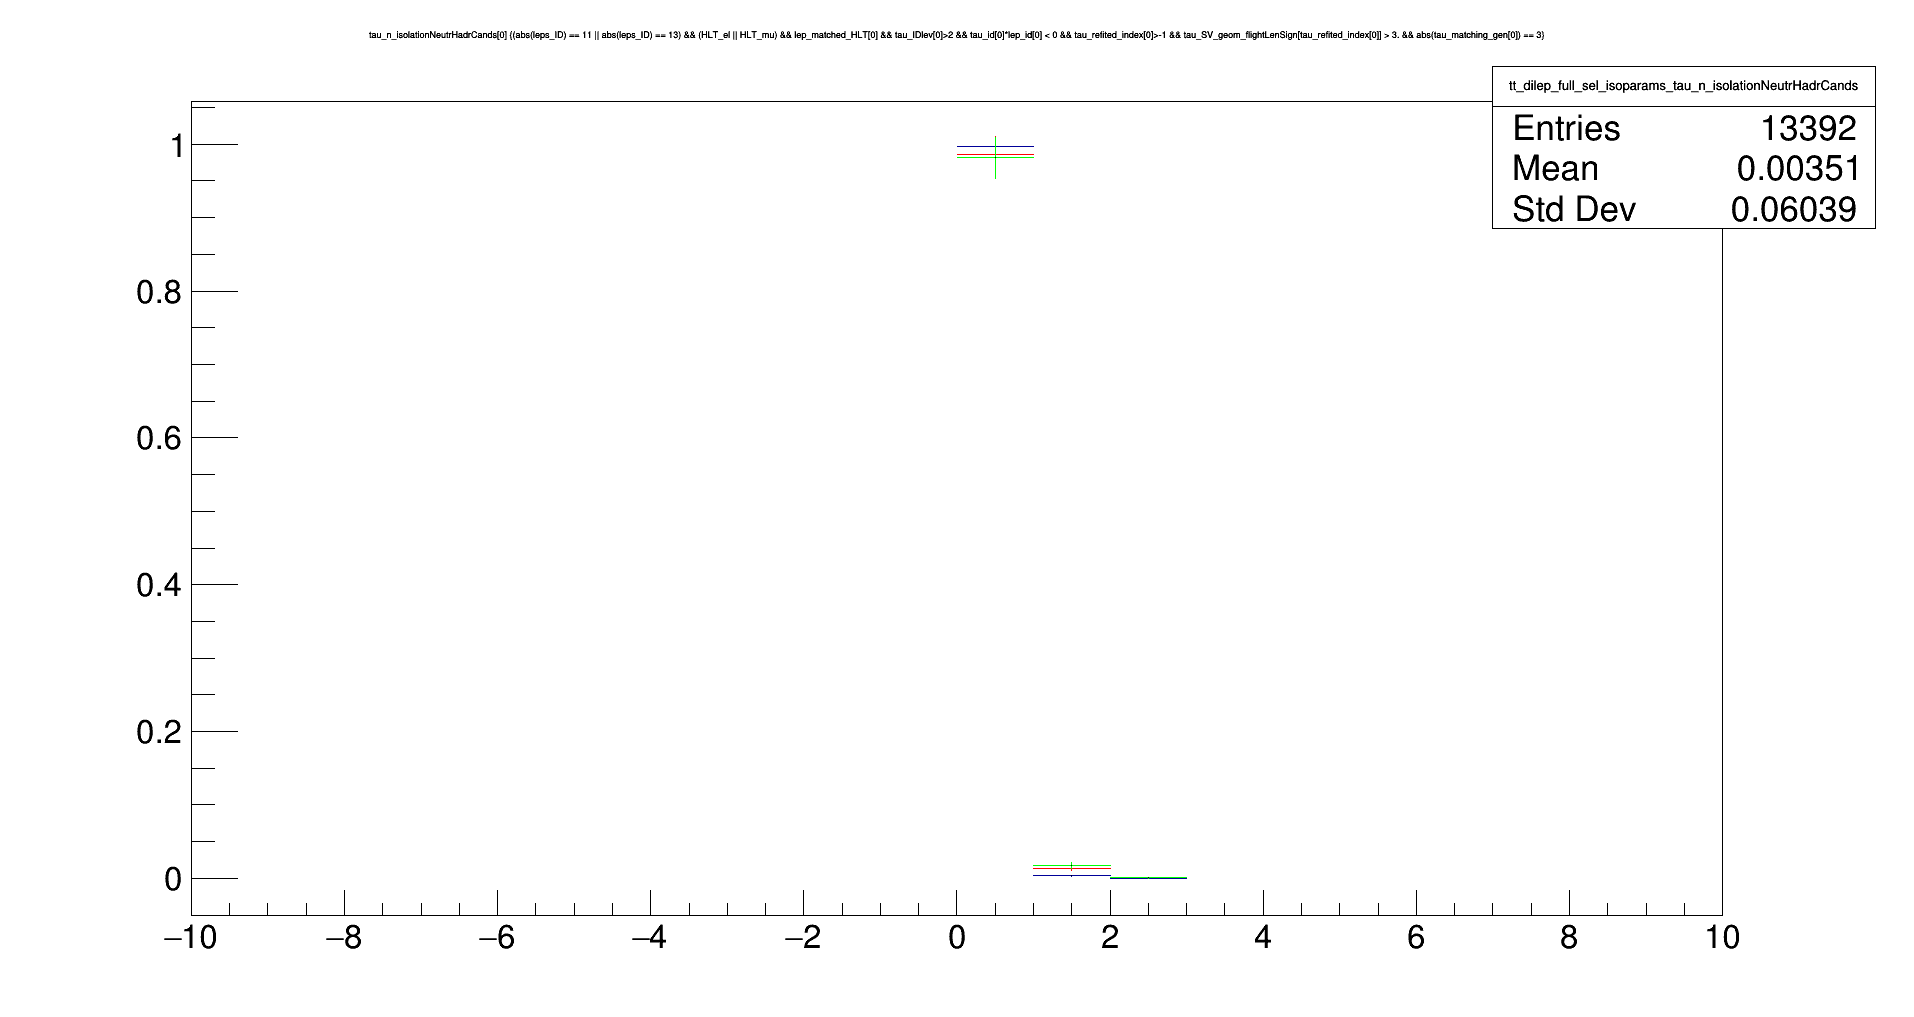 tau_n_isolationNeutrHadrCands[0] {(abs(leps_ID) == 11 || abs(leps_ID) == 13) && (HLT_el || HLT_mu) && lep_matched_HLT[0] && tau_IDlev[0]>2 && tau_id[0]*lep_id[0] < 0 && tau_refited_index[0]>-1 && tau_SV_geom_flightLenSign[tau_refited_index[0]] > 3. && abs(tau_matching_gen[0]) == 3}
tt_dilep_full_sel_isoparams_tau_n_isolationNeutrHadrCands
Entries 13392
Mean 0.00351
Std Dev 0.06039
1
0.8
0.6
0.4
0.2
0
−10 −8 −6 −4 −2 0 2 4 6 8 10